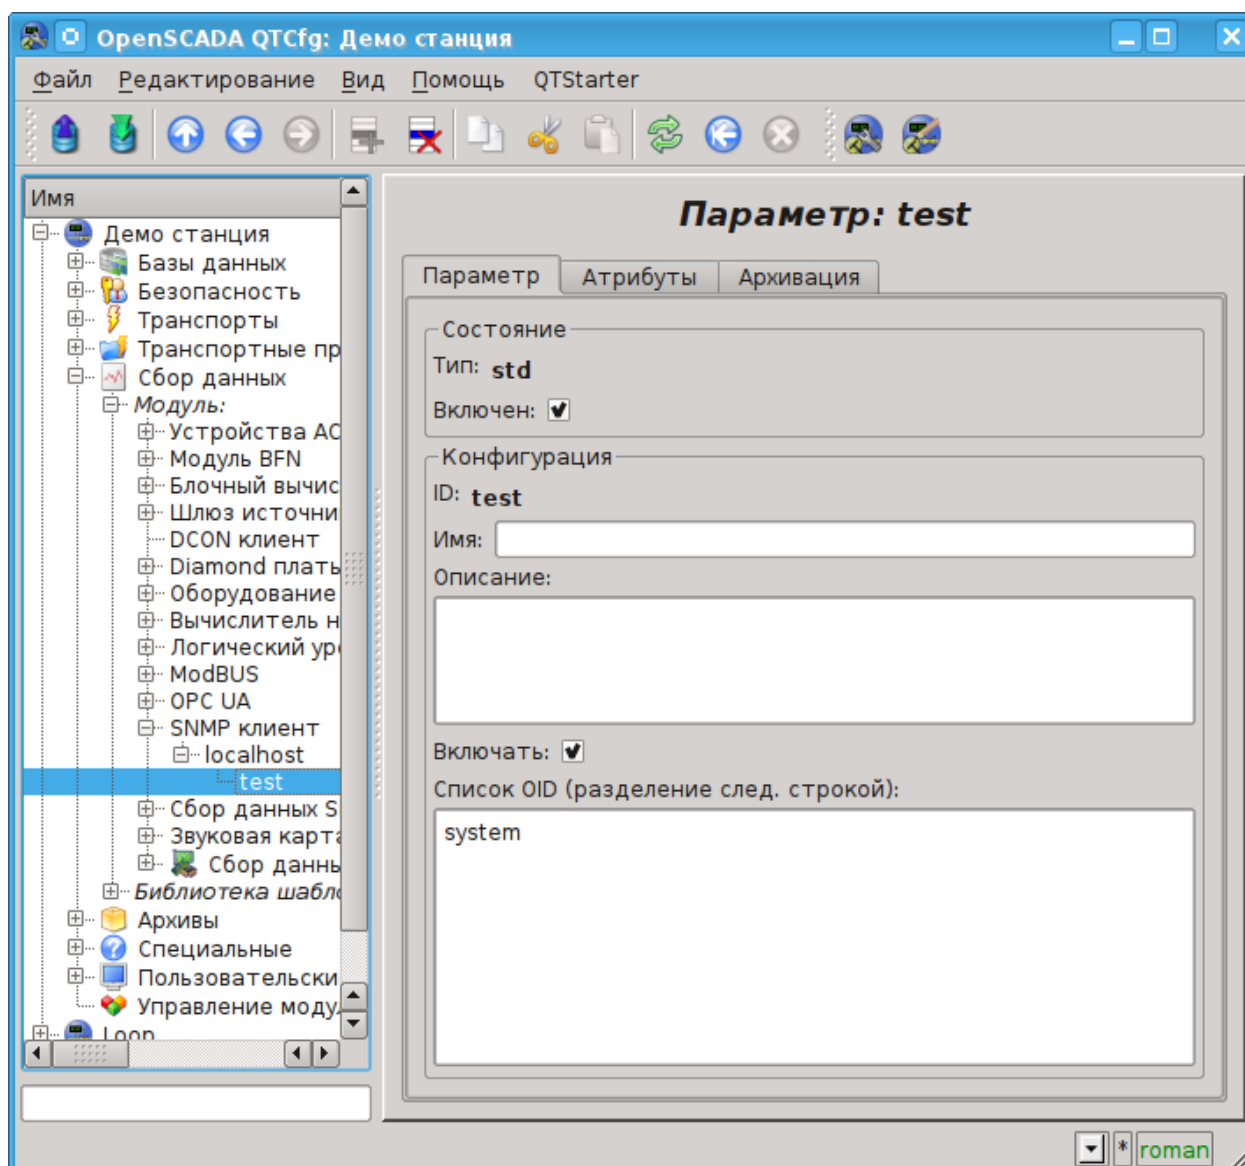 OpenSCADA QTCfg: Демо станция
Файл Редактирование Вид Помощь QTStarter
Имя
Демо станция
Базы данных
Безопасность
Транспорты
Транспортные пр
Сбор данных
Модуль:
Устройства АС
Модуль BFN
Блочный вычис
Шлюз источни
DCON клиент
Diamond плать
Оборудование
Вычислитель н
Логический уро
ModBUS
OPC UA
SNMP клиент
localhost
test
Сбор данных S
Звуковая карта
Сбор данны
Библиотека шабло
Архивы
Специальные
Пользовательски
Управление моду
Loop
Параметр: test
Параметр Атрибуты Архивация
Состояние
Тип: std
Включен:
Конфигурация
ID: test
Имя:
Описание:
Включать:
Список OID (разделение след. строкой):
system
* roman